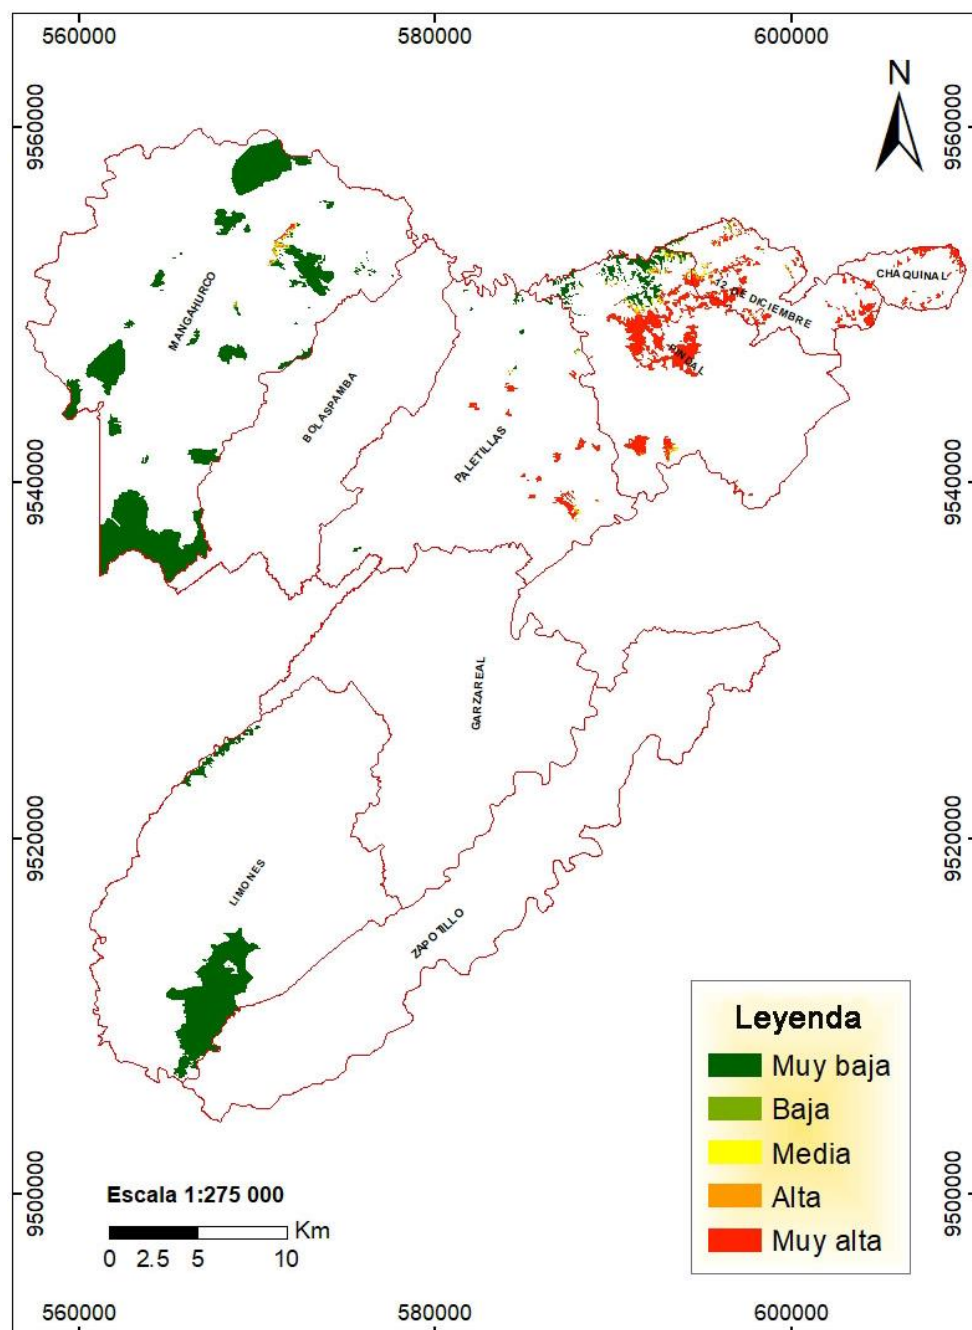 560000 580000 600000
N
9560000 9560000
CHAQUINAL
12 DE DICIEMBRE
MANGAHURCO
PINDAL
BOLASPAMBA
PALETILLAS
9540000 9540000
GARZAREAL
9520000 9520000
LIMONES
ZAPOTILLO
Leyenda
Muy baja
Baja
Media
Alta
Muy alta
9500000 9500000
Escala 1:275 000
Km
0 2.5 5 10
560000 580000 600000